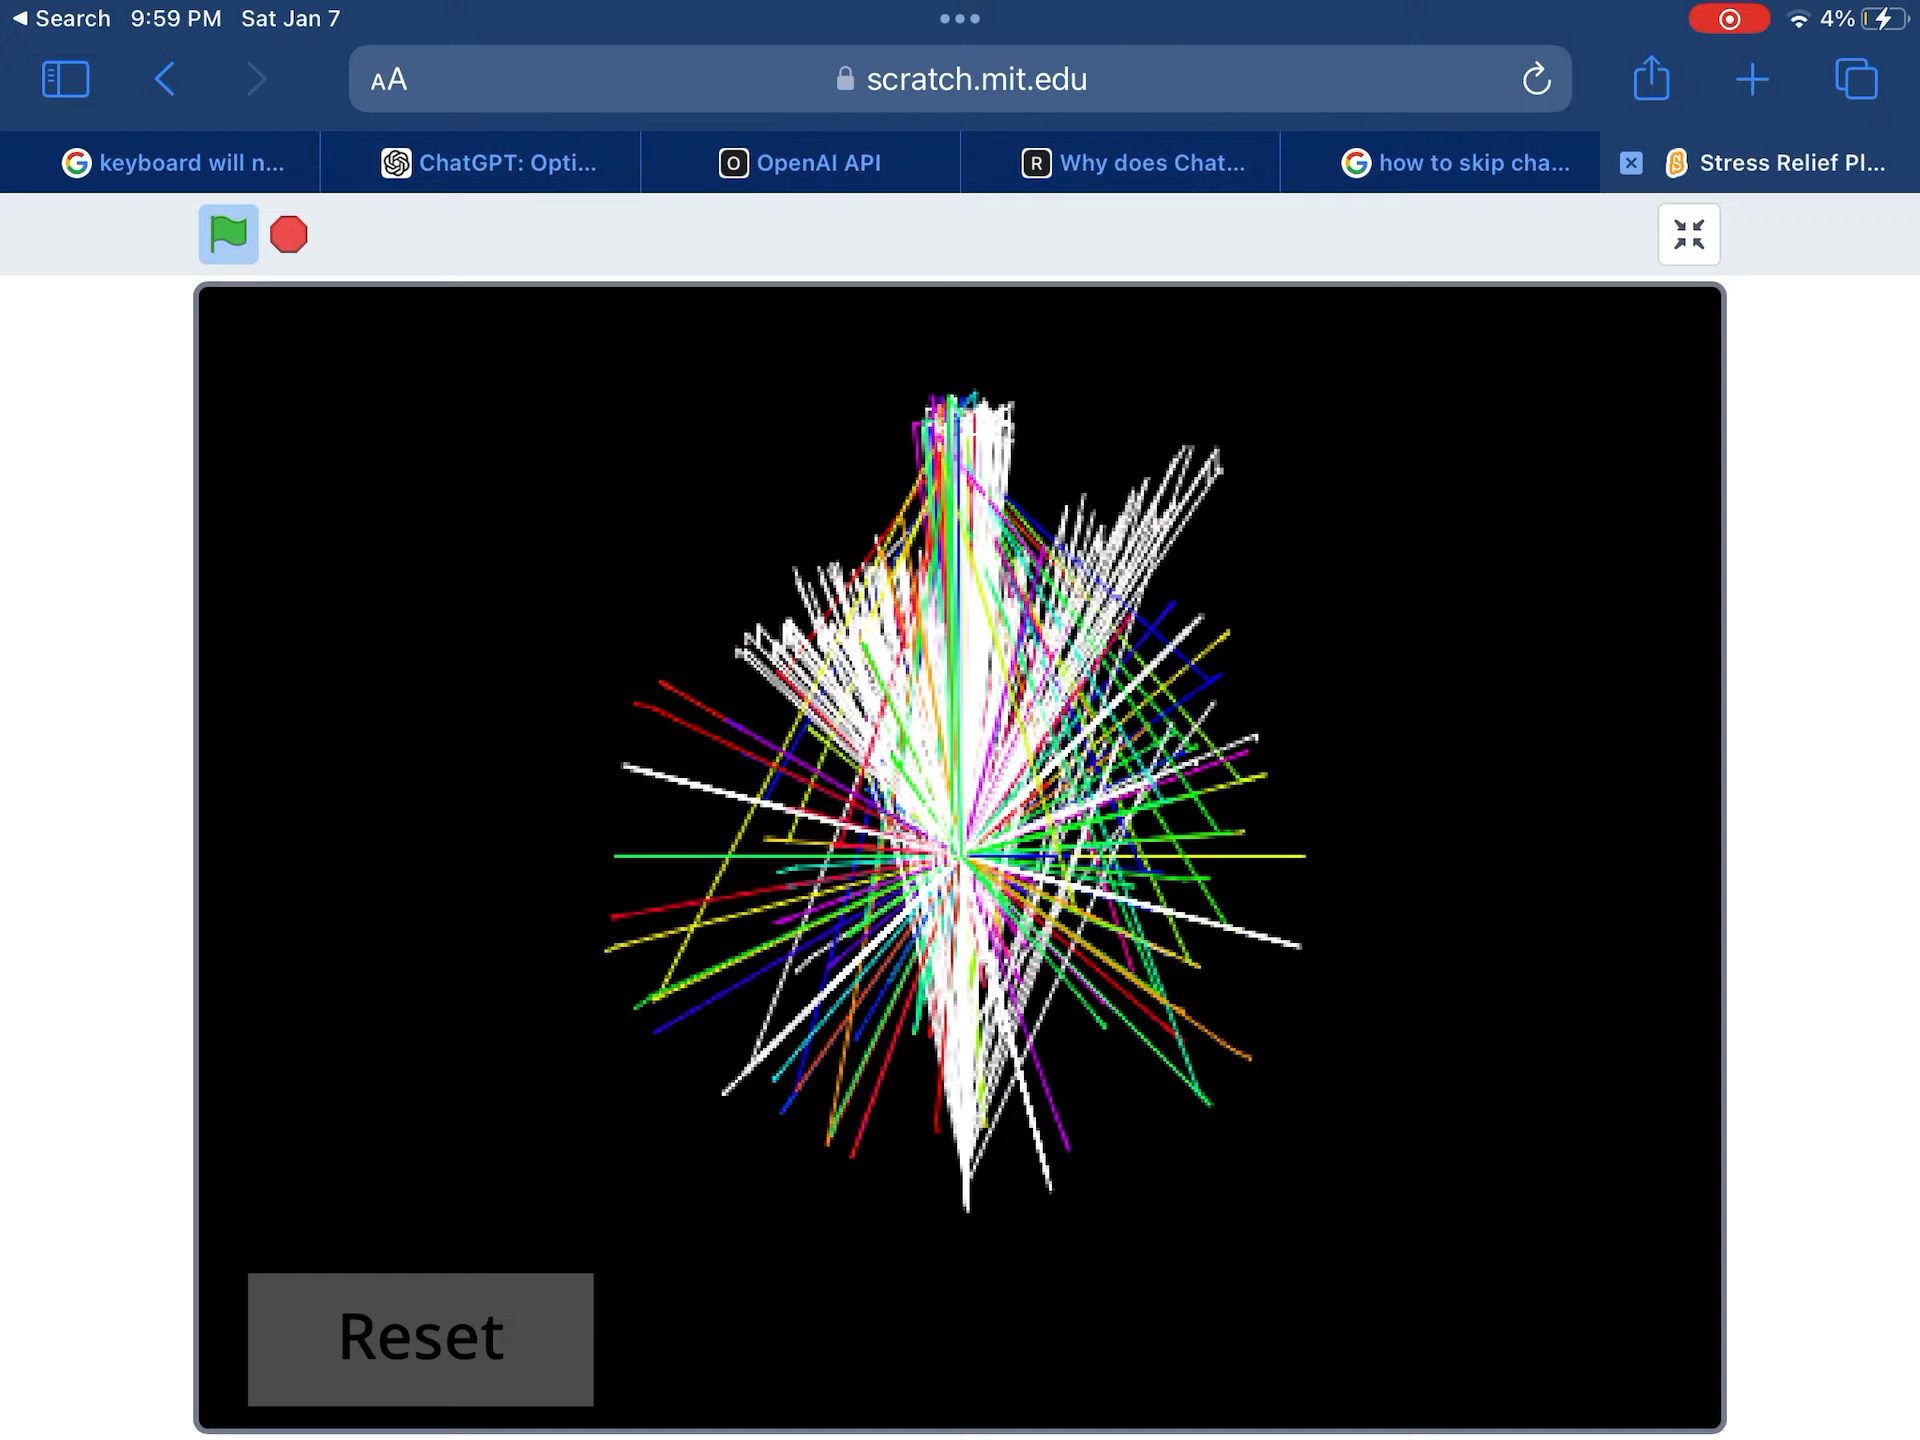 Search 9:59 PM Sat Jan 7 4%
AA scratch.mit.edu
keyboard will n... ChatGPT: Opti... OpenAI API Why does Chat... how to skip cha... Stress Relief Pl...
Reset